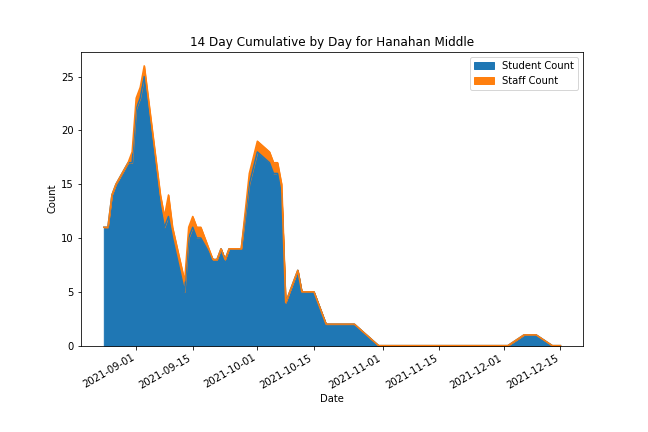 14 Day Cumulative by Day for Hanahan Middle
Student Count
Staff Count
25
20
15
10
5
0
Count
2021-09-01
2021-09-15
2021-10-01
2021-10-15
2021-11-01
2021-11-15
2021-12-01
2021-12-15
Date